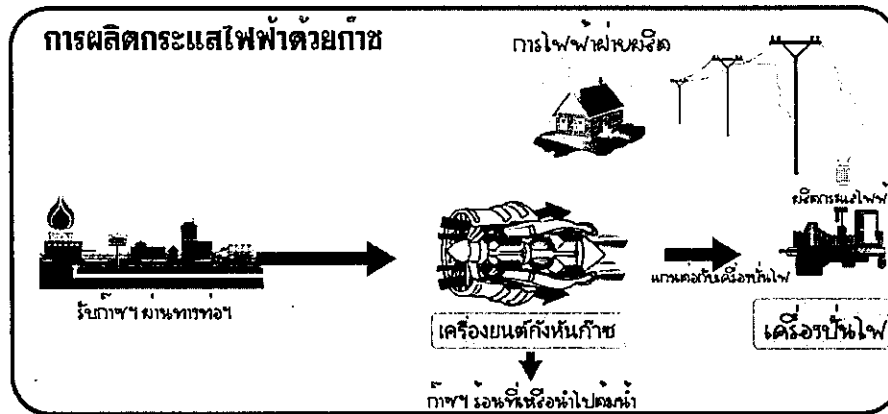 การผลิตกระแสไฟฟ้าด้วยก๊าซ
การไฟฟ้าฝ่ายผลิต
ผลิตกระแสไฟฟ้
รับก๊าซฯ ผ่านทางท่อฯ
แกนต่อกับเครื่องปั่นไฟ
เครื่องยนต์กังหันก๊าซ
เครื่องปั่นไฟ
ก๊าซฯ ร้อนที่เหลือนำไปต้มน้ำ